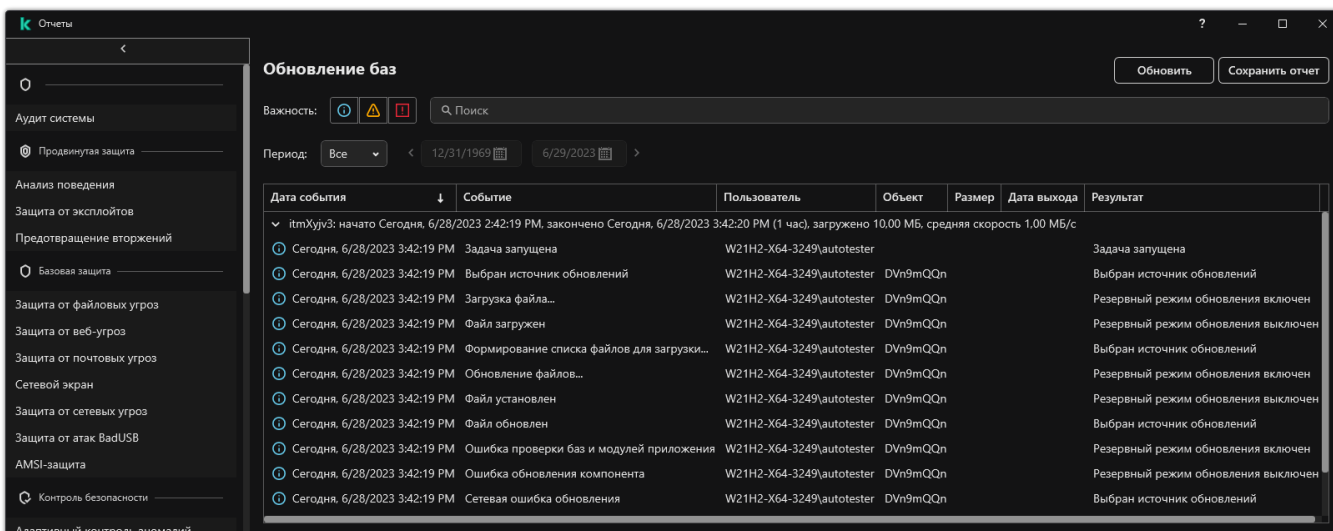 Отчеты
?
Аудит системы
Продвинутая защита
Анализ поведения
Защита от эксплойтов
Предотвращение вторжений
Базовая защита
Защита от файловых угроз
Защита от веб-угроз
Защита от почтовых угроз
Сетевой экран
Защита от сетевых угроз
Защита от атак BadUSB
AMSI-защита
Контроль безопасности
Адаптивный контроль аномалий
Обновление баз
Обновить
Сохранить отчет
Важность:
Поиск
Период: Все 12/31/1969 6/29/2023
Дата события Событие Пользователь Объект Размер Дата выхода Результат
itmXyjv3: начато Сегодня, 6/28/2023 2:42:19 PM, закончено Сегодня, 6/28/2023 3:42:20 PM (1 час), загружено 10,00 МБ, средняя скорость 1,00 МБ/с
Сегодня, 6/28/2023 3:42:19 PM Задача запущена W21H2-X64-3249\autotester Задача запущена
Сегодня, 6/28/2023 3:42:19 PM Выбран источник обновлений W21H2-X64-3249\autotester DVn9mQQn Выбран источник обновлений
Сегодня, 6/28/2023 3:42:19 PM Загрузка файла... W21H2-X64-3249\autotester DVn9mQQn Резервный режим обновления включен
Сегодня, 6/28/2023 3:42:19 PM Файл загружен W21H2-X64-3249\autotester DVn9mQQn Резервный режим обновления выключен
Сегодня, 6/28/2023 3:42:19 PM Формирование списка файлов для загрузки... W21H2-X64-3249\autotester DVn9mQQn Выбран источник обновлений
Сегодня, 6/28/2023 3:42:19 PM Обновление файлов... W21H2-X64-3249\autotester DVn9mQQn Резервный режим обновления включен
Сегодня, 6/28/2023 3:42:19 PM Файл установлен W21H2-X64-3249\autotester DVn9mQQn Резервный режим обновления выключен
Сегодня, 6/28/2023 3:42:19 PM Файл обновлен W21H2-X64-3249\autotester DVn9mQQn Выбран источник обновлений
Сегодня, 6/28/2023 3:42:19 PM Ошибка проверки баз и модулей приложения W21H2-X64-3249\autotester DVn9mQQn Резервный режим обновления включен
Сегодня, 6/28/2023 3:42:19 PM Ошибка обновления компонента W21H2-X64-3249\autotester DVn9mQQn Резервный режим обновления выключен
Сегодня, 6/28/2023 3:42:19 PM Сетевая ошибка обновления W21H2-X64-3249\autotester DVn9mQQn Выбран источник обновлений